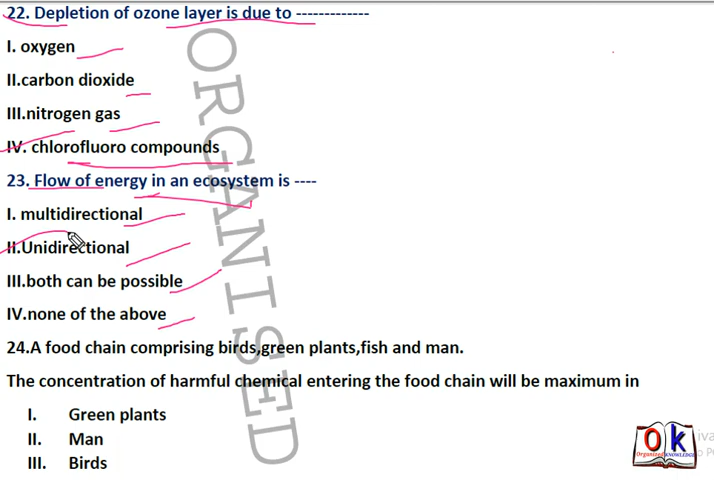 22. Depletion of ozone layer is due to -------------
I. oxygen
II.carbon dioxide
III.nitrogen gas
IV. chlorofluoro compounds
23. Flow of energy in an ecosystem is ----
I. multidirectional
II.Unidirectional
III.both can be possible
IV.none of the above
24.A food chain comprising birds,green plants,fish and man.
The concentration of harmful chemical entering the food chain will be maximum in
I. Green plants
II. Man
III. Birds
ORGANISED
Ok
Organized KNOWLEDGE